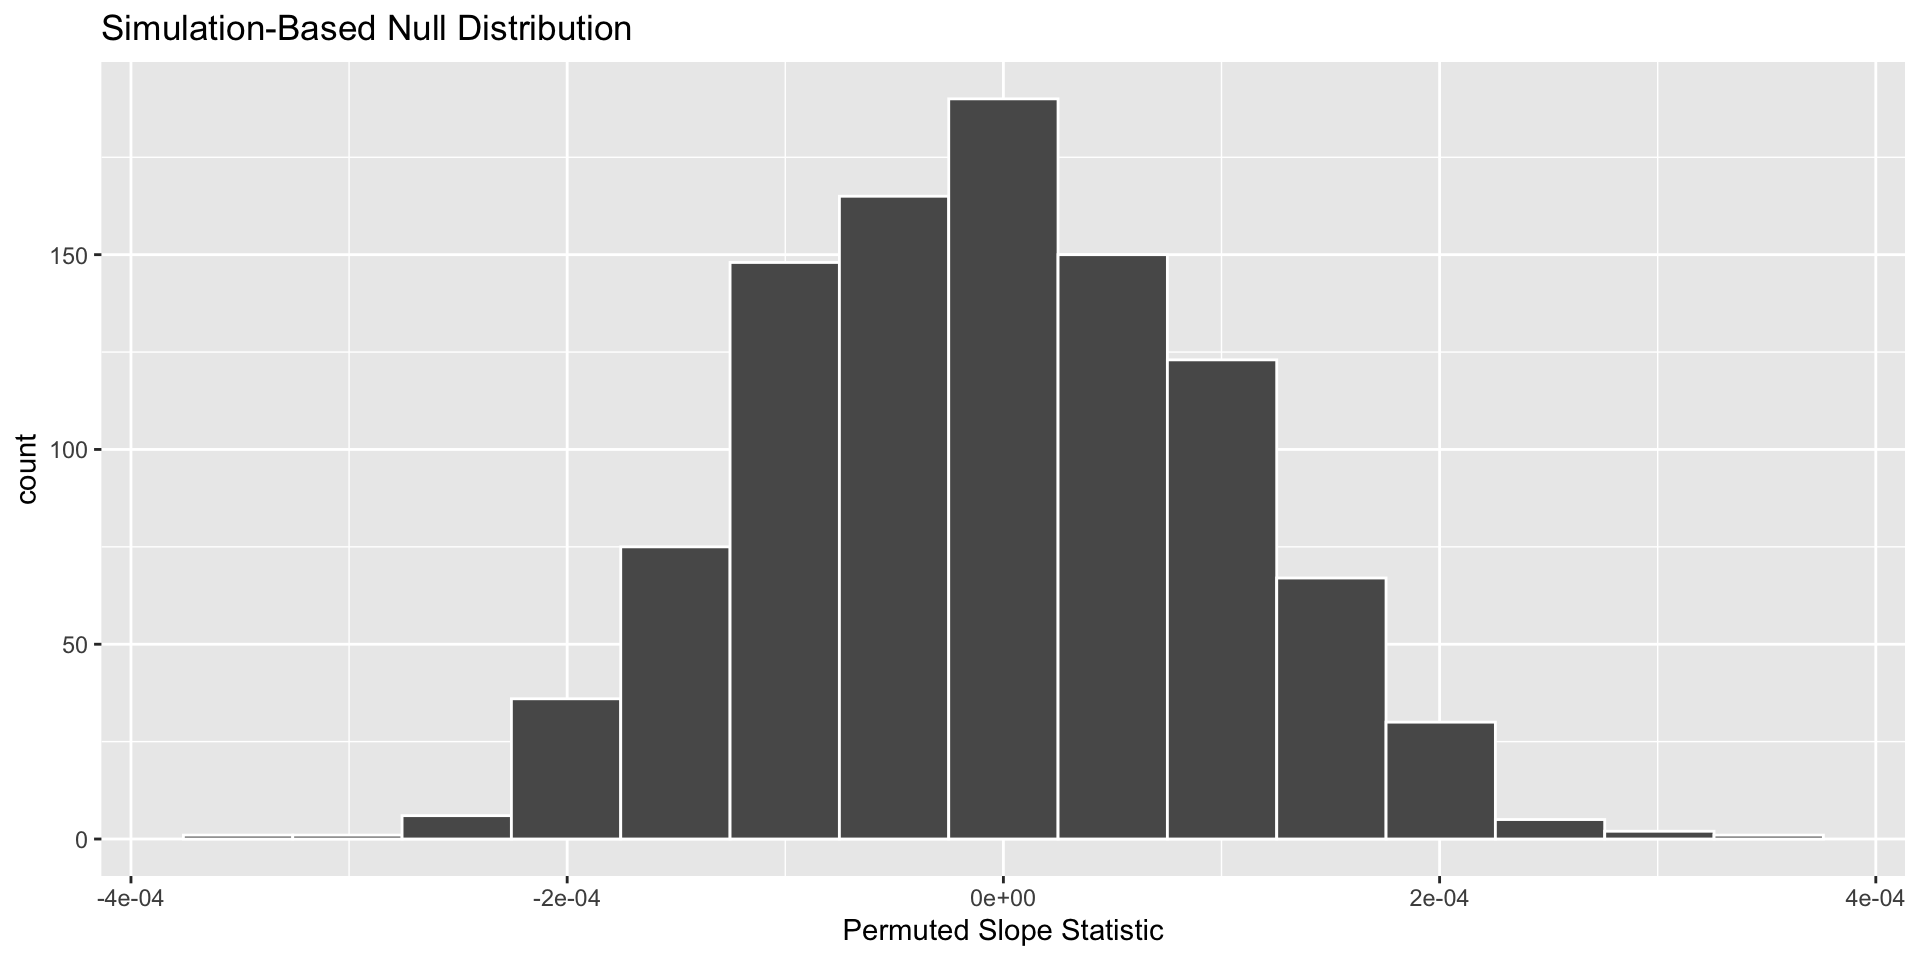 Simulation-Based Null Distribution
150
100
50
0
count
-4e-04 -2e-04 0e+00 2e-04 4e-04
Permuted Slope Statistic